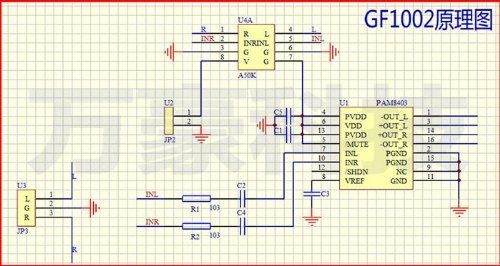 GF1002原理图
U4A
R 1 R L 4 L
INR 2 INRINL 5 INL
3 G G 6
8 V V 7
A50K
U2
1
2
JP2
C5
C1
U1 PAM8403
4 PVDD -OUT_L 1
6 VDD +OUT_L 3
13 PVDD +OUT_R 14
5 /MUTE -OUT_R 16
7 INL PGND 2
10 INR PGND 15
12 /SHDN NC 9
8 VREF GND 11
C3
U3
L
L 1
G 2
R 3
JP3
R
INL R1 103 C2
INR R2 103 C4